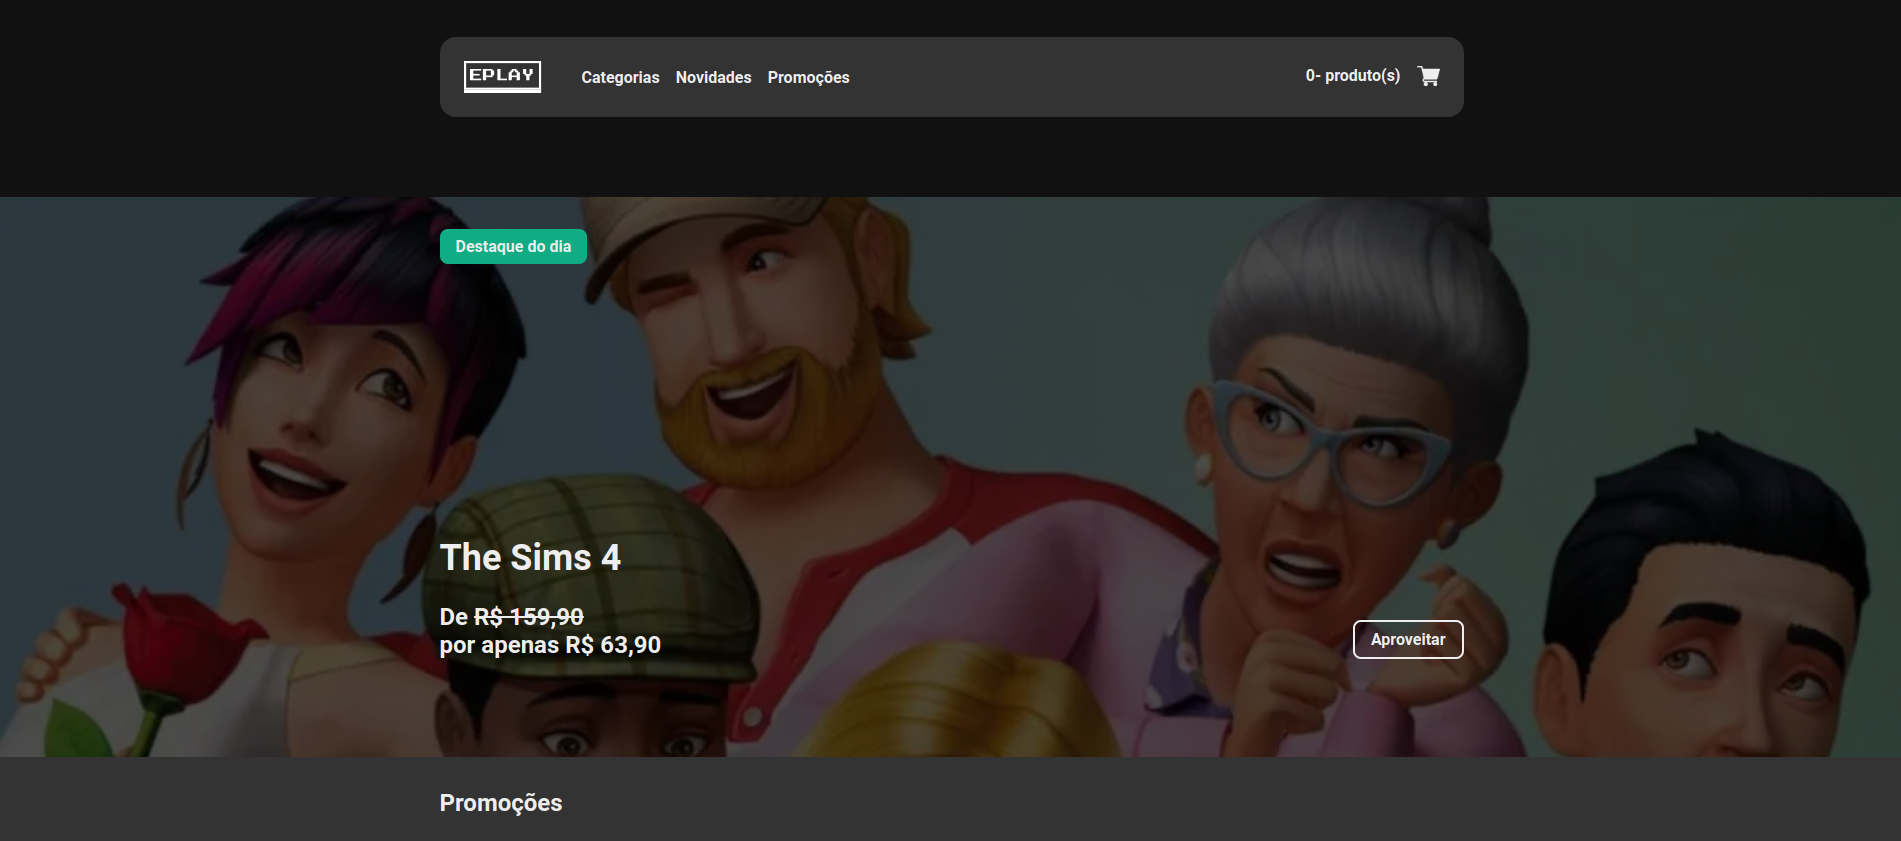 EPLAY
Categorias Novidades Promoções
0- produto(s)
Destaque do dia
The Sims 4
De R$ 159,90
por apenas R$ 63,90
Aproveitar
Promoções